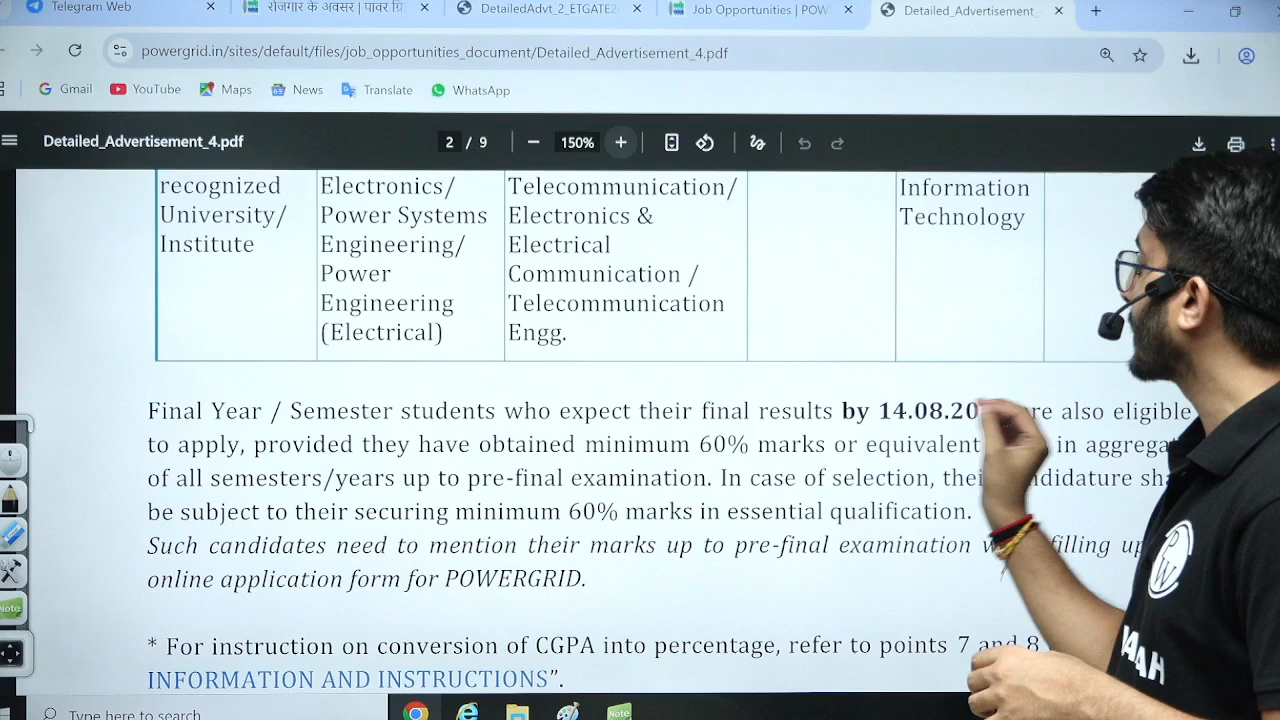 Telegram Web
रोजगार के अवसर | पावर ग्रि
DetailedAdvt_2_ETGATE2
Job Opportunities | POW
Detailed_Advertisement_
powergrid.in/sites/default/files/job_opportunities_document/Detailed_Advertisement_4.pdf
Gmail
YouTube
Maps
News
Translate
WhatsApp
Detailed_Advertisement_4.pdf
2 / 9
150%
recognized
University/
Institute
Electronics/
Power Systems
Engineering/
Power
Engineering
(Electrical)
Telecommunication/
Electronics &
Electrical
Communication /
Telecommunication
Engg.
Information
Technology
Final Year / Semester students who expect their final results by 14.08.20 re also eligible
to apply, provided they have obtained minimum 60% marks or equivalent in aggrega
of all semesters/years up to pre-final examination. In case of selection, thei ndidature sha
be subject to their securing minimum 60% marks in essential qualification.
Such candidates need to mention their marks up to pre-final examination w filling up
online application form for POWERGRID.
* For instruction on conversion of CGPA into percentage, refer to points 7 and 8
INFORMATION AND INSTRUCTIONS”.
Note
Type here to search
Note
W
AAH